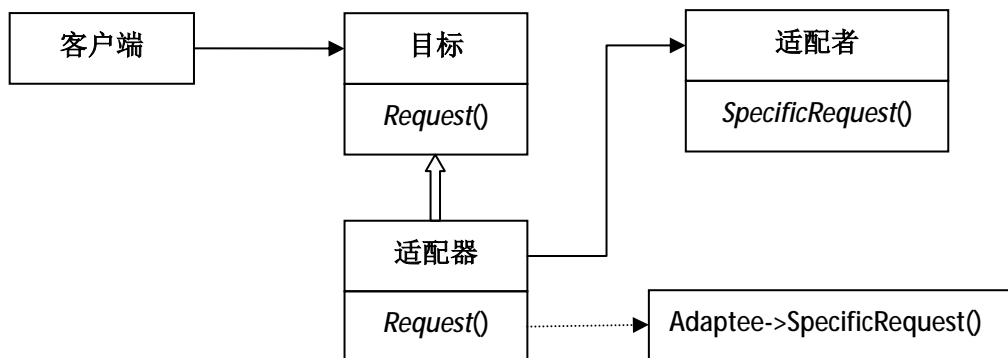 客户端
目标
Request()
适配者
SpecificRequest()
适配器
Request()
Adaptee->SpecificRequest()